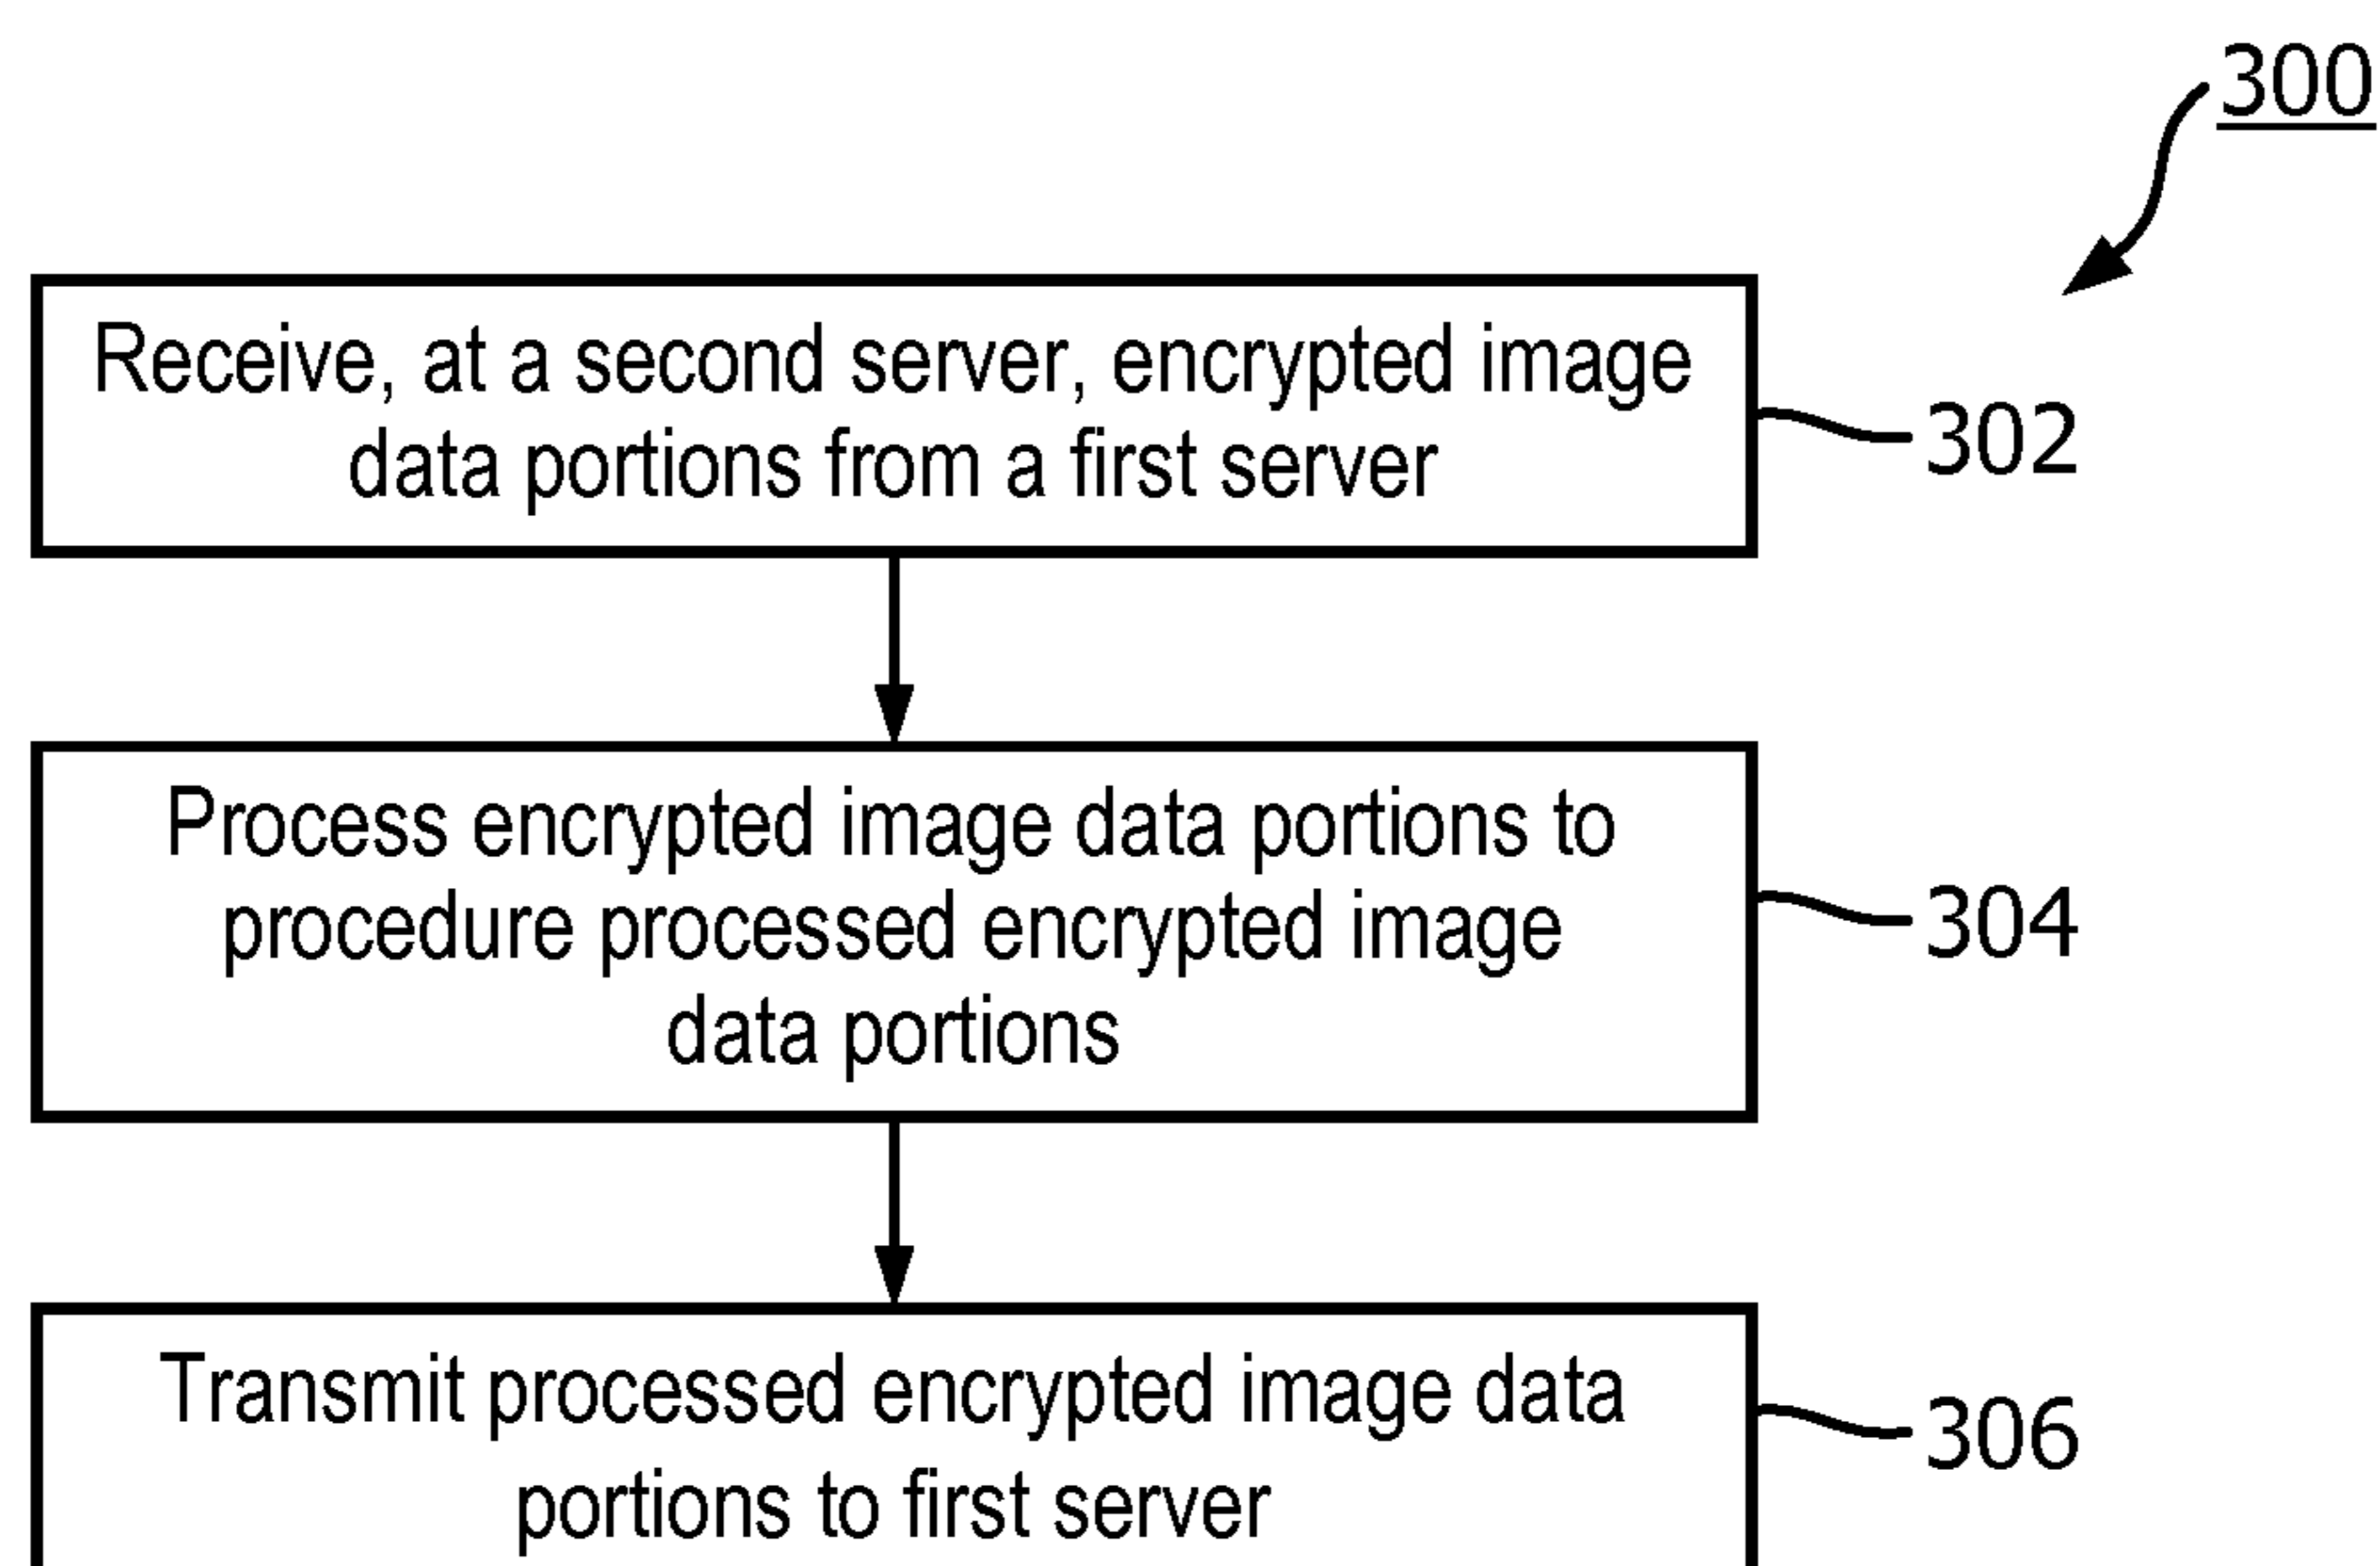 300
Receive, at a second server, encrypted image
data portions from a first server
302
Process encrypted image data portions to
procedure processed encrypted image
data portions
304
Transmit processed encrypted image data
portions to first server
306